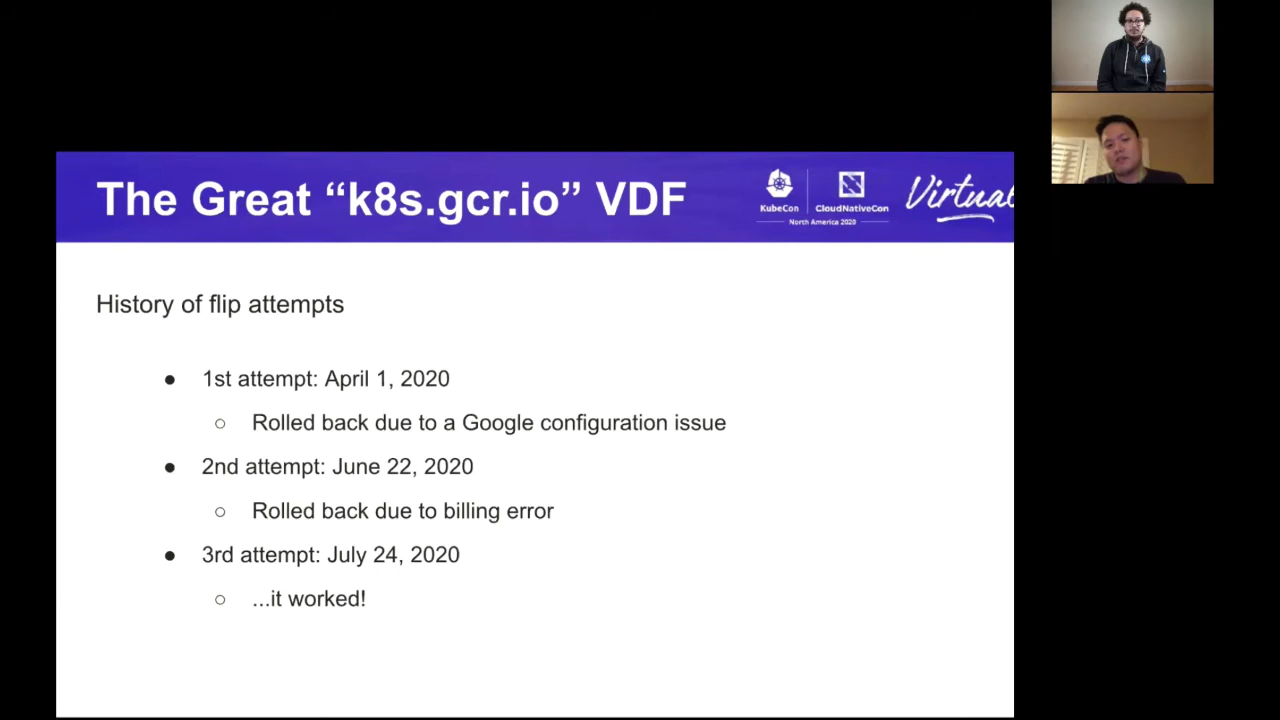 The Great “k8s.gcr.io” VDF
KubeCon
CloudNativeCon
North America 2020
Virtual
History of flip attempts
● 1st attempt: April 1, 2020
○ Rolled back due to a Google configuration issue
● 2nd attempt: June 22, 2020
○ Rolled back due to billing error
● 3rd attempt: July 24, 2020
○ ...it worked!